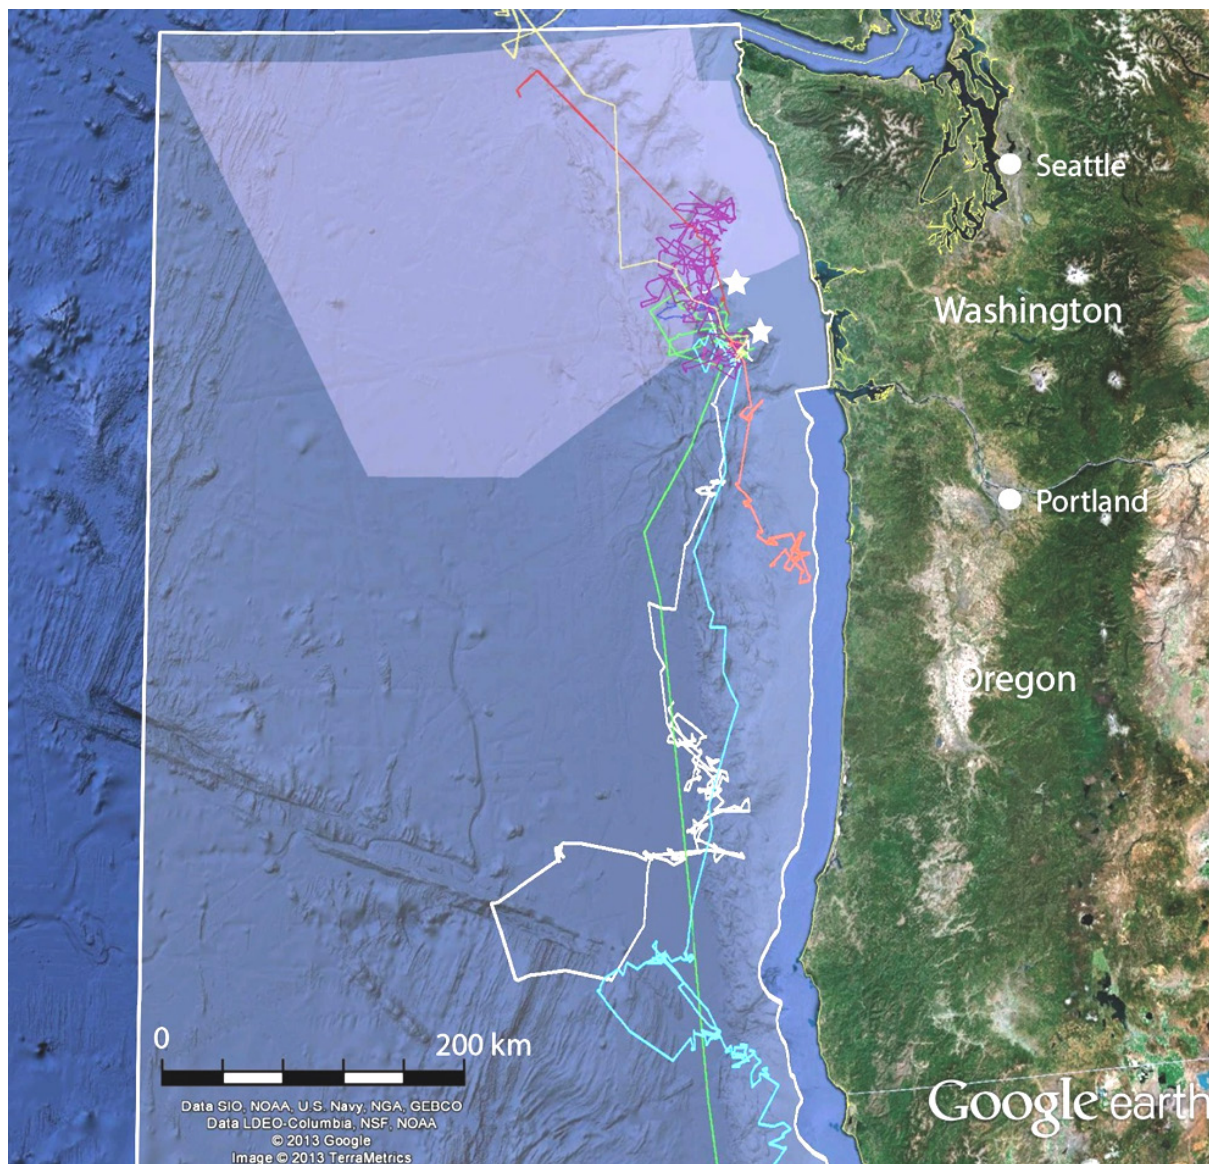 Seattle
Washington
Portland
Oregon
0
200 km
Data SIO, NOAA, U.S. Navy, NGA, GEBCO
Data LDEO-Columbia, NSF, NOAA
© 2013 Google
Image © 2013 TerraMetrics
Google earth